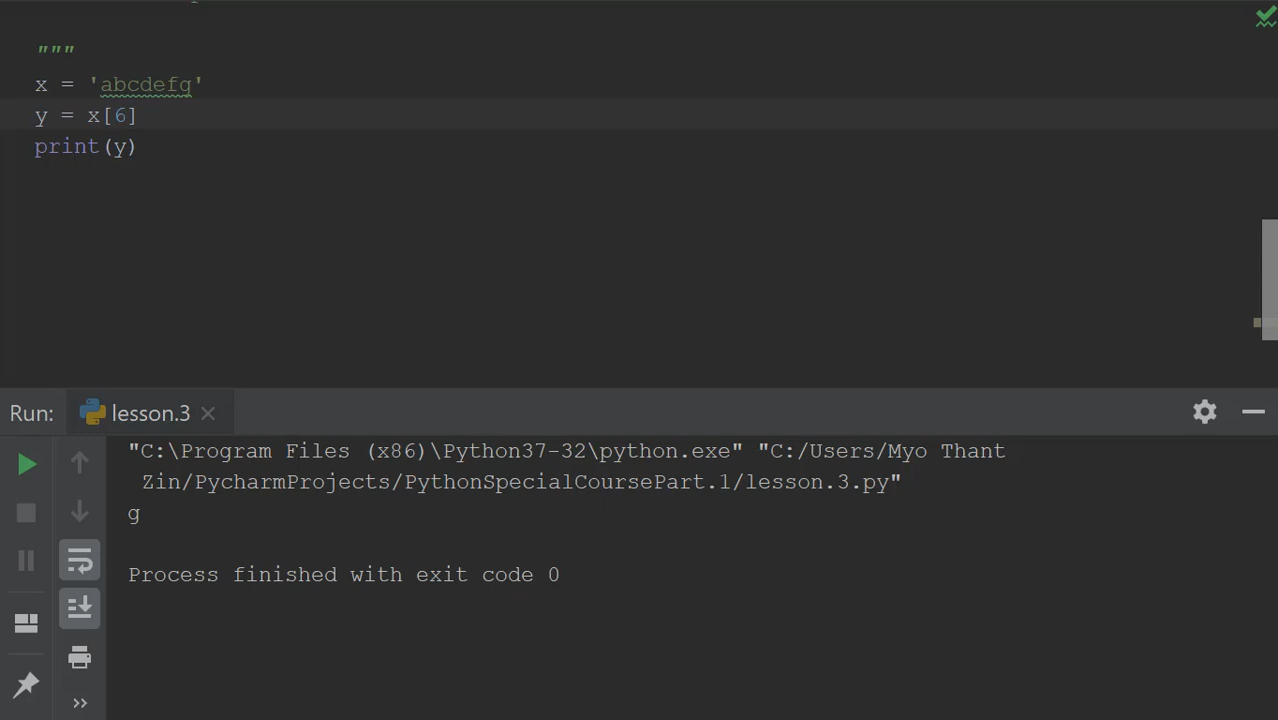 """
x = 'abcdefg'
y = x[6]
print(y)
Run: lesson.3
"C:\Program Files (x86)\Python37-32\python.exe" "C:/Users/Myo Thant
Zin/PycharmProjects/PythonSpecialCoursePart.1/lesson.3.py"
g
Process finished with exit code 0